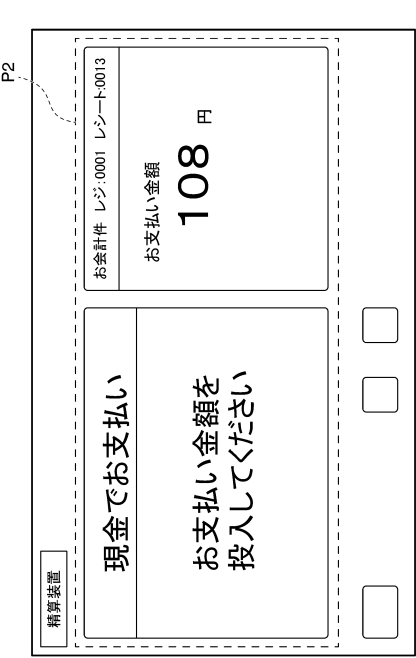 P2
精算装置
現金でお支払い
お支払い金額を
投入してください
お会計件 レジ:0001 レシート:0013
お支払い金額
108 円